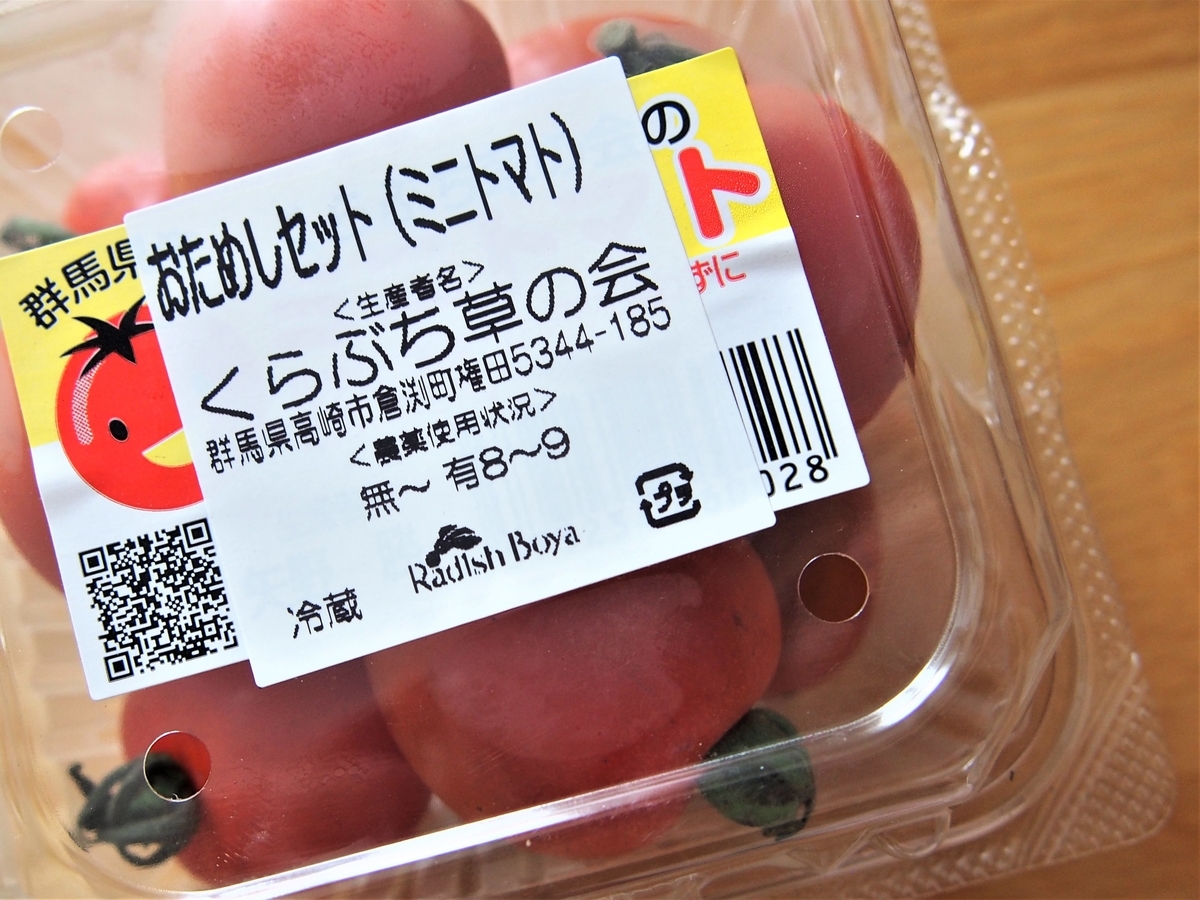 おためしセット(ミニトマト)
<生産者名>
くらぶち草の会
群馬県高崎市倉渕町権田5344-185
<農薬使用状況>
無〜 有8〜9
プラ
Radish Boya
冷蔵
群馬県
の
ト
ずに
028